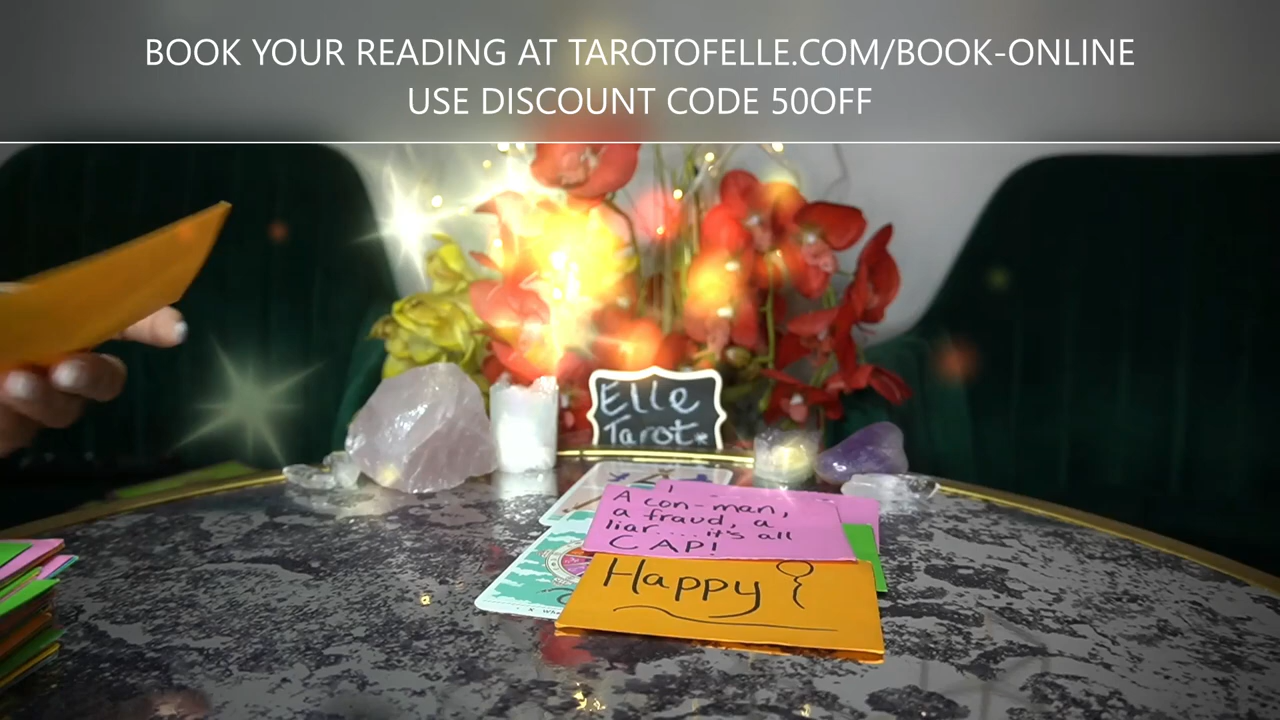 BOOK YOUR READING AT TAROTOFELLE.COM/BOOK-ONLINE
USE DISCOUNT CODE 50OFF
Elle
Tarot
A con-man,
a fraud, a
liar.....it's all
CAP!
Happy!